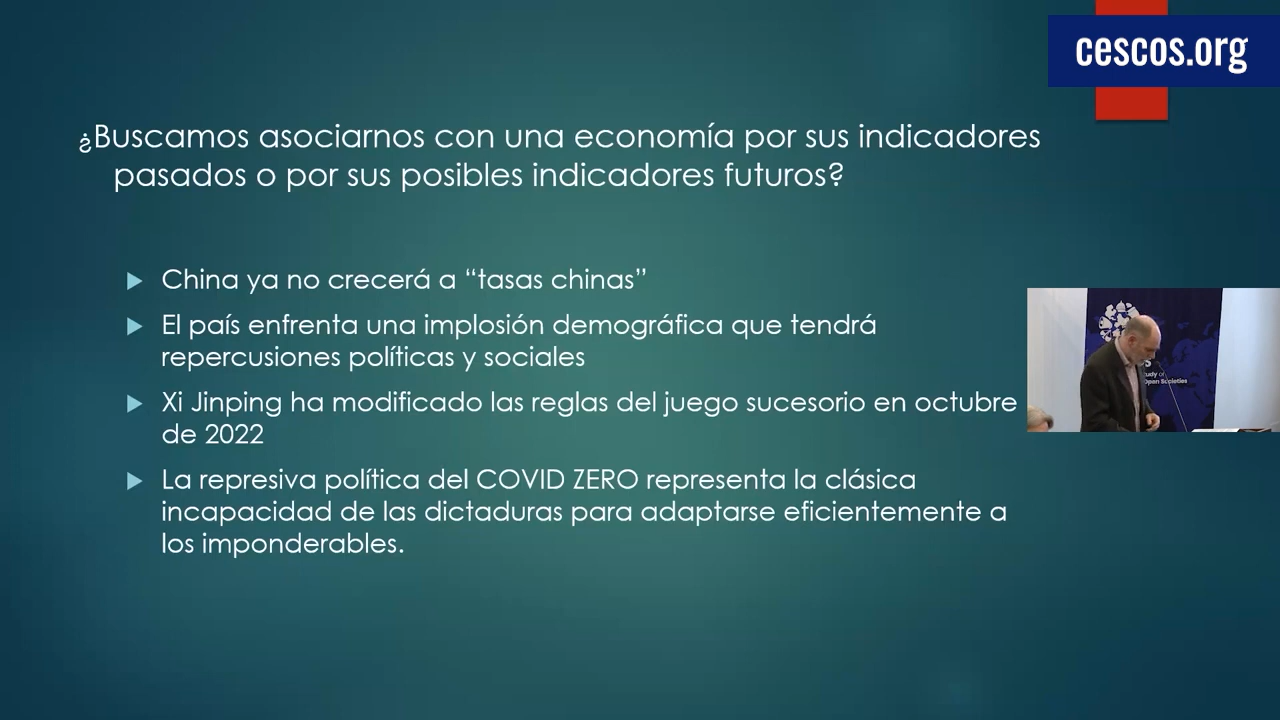 cescos.org
¿Buscamos asociarnos con una economía por sus indicadores
pasados o por sus posibles indicadores futuros?
China ya no crecerá a “tasas chinas”
El país enfrenta una implosión demográfica que tendrá
repercusiones políticas y sociales
Xi Jinping ha modificado las reglas del juego sucesorio en octubre
de 2022
La represiva política del COVID ZERO representa la clásica
incapacidad de las dictaduras para adaptarse eficientemente a
los imponderables.
Open Societies